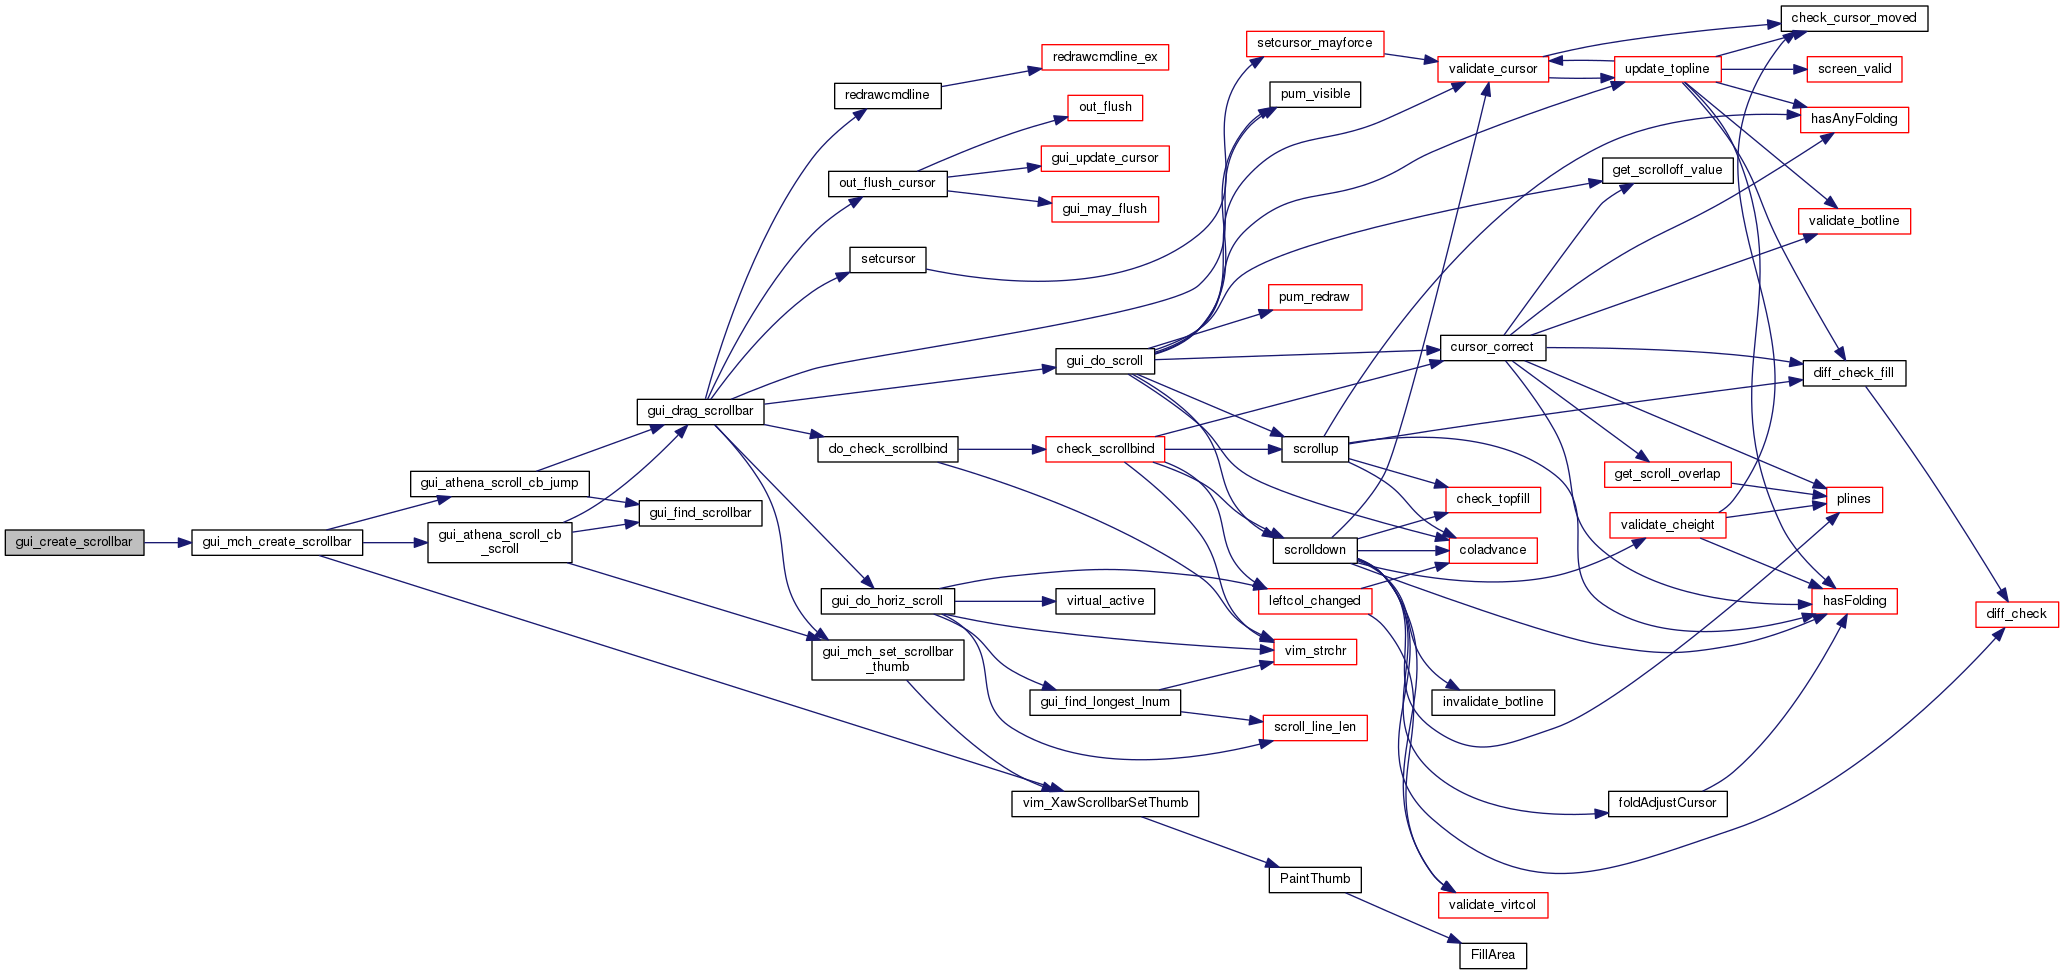 gui_create_scrollbar
gui_mch_create_scrollbar
gui_athena_scroll_cb_jump
gui_athena_scroll_cb
_scroll
gui_find_scrollbar
gui_drag_scrollbar
redrawcmdline
out_flush_cursor
setcursor
do_check_scrollbind
gui_do_horiz_scroll
gui_mch_set_scrollbar
_thumb
redrawcmdline_ex
out_flush
gui_update_cursor
gui_may_flush
gui_do_scroll
check_scrollbind
virtual_active
gui_find_longest_lnum
vim_XawScrollbarSetThumb
setcursor_mayforce
pum_visible
pum_redraw
scrollup
scrolldown
leftcol_changed
vim_strchr
scroll_line_len
PaintThumb
validate_cursor
cursor_correct
check_topfill
coladvance
invalidate_botline
validate_virtcol
FillArea
update_topline
get_scrolloff_value
get_scroll_overlap
validate_cheight
foldAdjustCursor
check_cursor_moved
screen_valid
hasAnyFolding
validate_botline
diff_check_fill
plines
hasFolding
diff_check